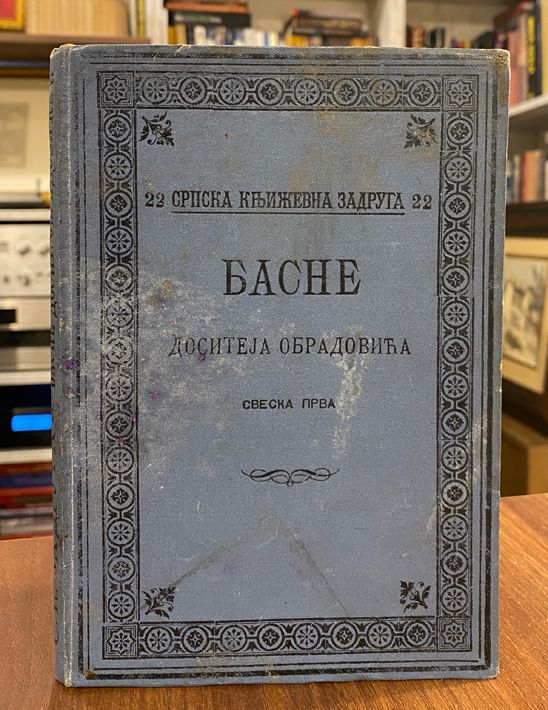 22 СРПСКА КЊИЖЕВНА ЗАДРУГА 22
БАСНЕ
ДОСИТЕЈА ОБРАДОВИЋА
СВЕСКА ПРВА